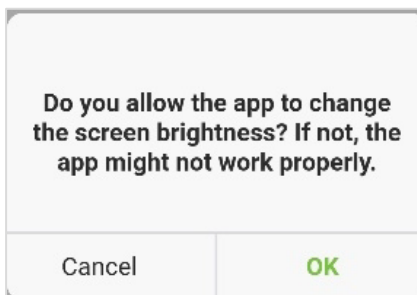 Do you allow the app to change
the screen brightness? If not, the
app might not work properly.
Cancel
OK